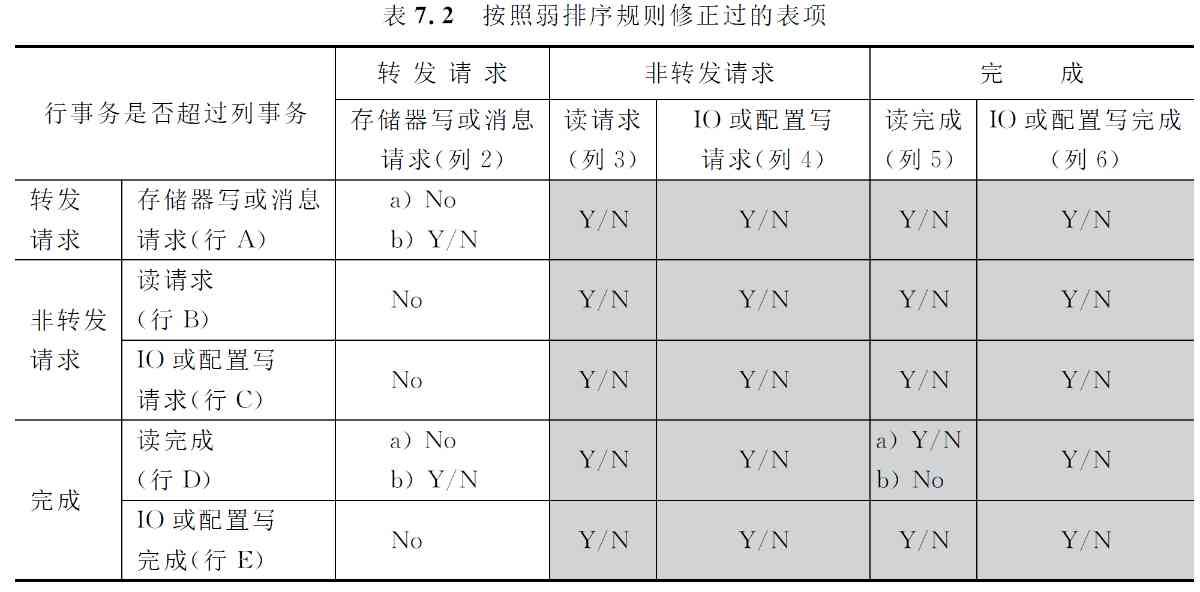 表 7.2 按照弱排序规则修正过的表项
行事务是否超过列事务
转发请求
非转发请求
完 成
存储器写或消息
请求(列 2)
读请求
(列 3)
IO 或配置写
请求(列 4)
读完成
(列 5)
IO 或配置写完成
(列 6)
转发
请求
存储器写或消息
请求(行 A)
a) No
b) Y/N
Y/N
Y/N
Y/N
Y/N
非转发
请求
读请求
(行 B)
No
Y/N
Y/N
Y/N
Y/N
IO 或配置写
请求(行 C)
No
Y/N
Y/N
Y/N
Y/N
完成
读完成
(行 D)
a) No
b) Y/N
Y/N
Y/N
a) Y/N
b) No
Y/N
IO 或配置写
完成(行 E)
No
Y/N
Y/N
Y/N
Y/N